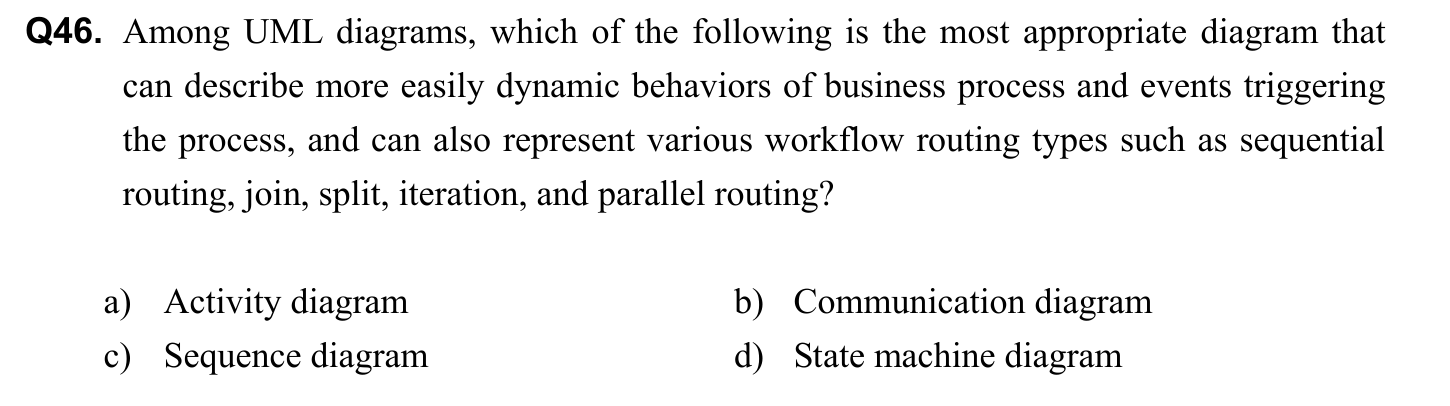 Q46. Among UML diagrams, which of the following is the most appropriate diagram that
can describe more easily dynamic behaviors of business process and events triggering
the process, and can also represent various workflow routing types such as sequential
routing, join, split, iteration, and parallel routing?
a) Activity diagram b) Communication diagram
c) Sequence diagram d) State machine diagram